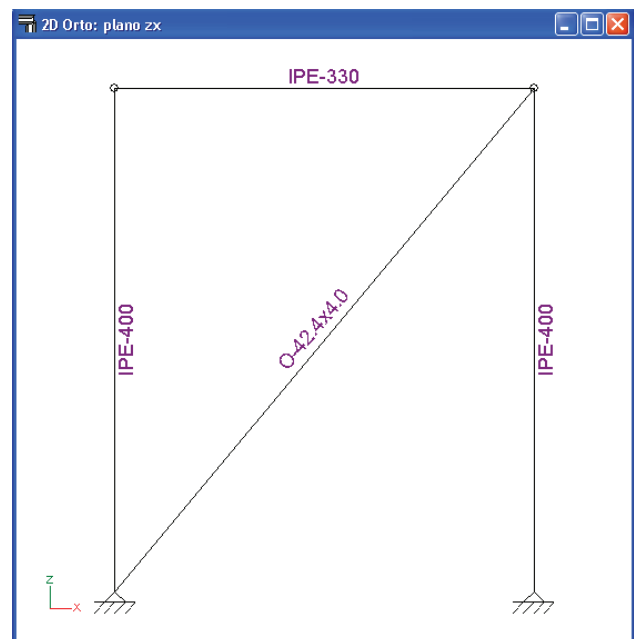 2D Orto: plano zx
IPE-330
IPE-400
O-42.4x4.0
IPE-400
z
x